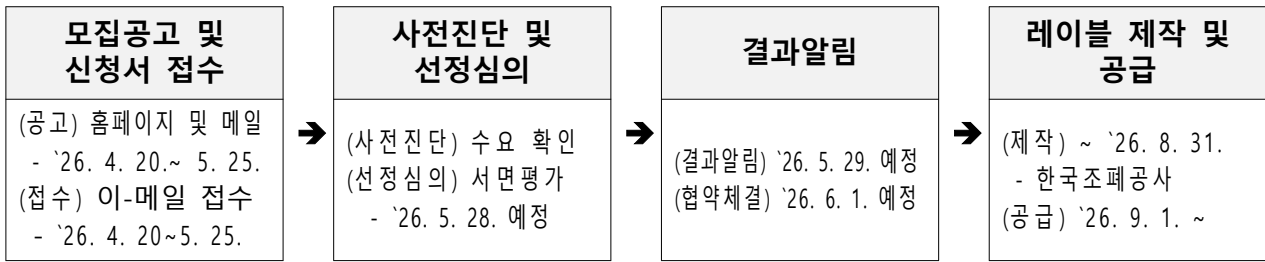 모집공고 및
신청서 접수
(공고) 홈페이지 및 메일
- `26. 4. 20.~ 5. 25.
(접수) 이-메일 접수
- `26. 4. 20~5. 25.
➔
사전진단 및
선정심의
(사전진단) 수요 확인
(선정심의) 서면평가
- `26. 5. 28. 예정
➔
결과알림
(결과알림) `26. 5. 29. 예정
(협약체결) `26. 6. 1. 예정
➔
레이블 제작 및
공급
(제작) ~ `26. 8. 31.
- 한국조폐공사
(공급) `26. 9. 1. ~